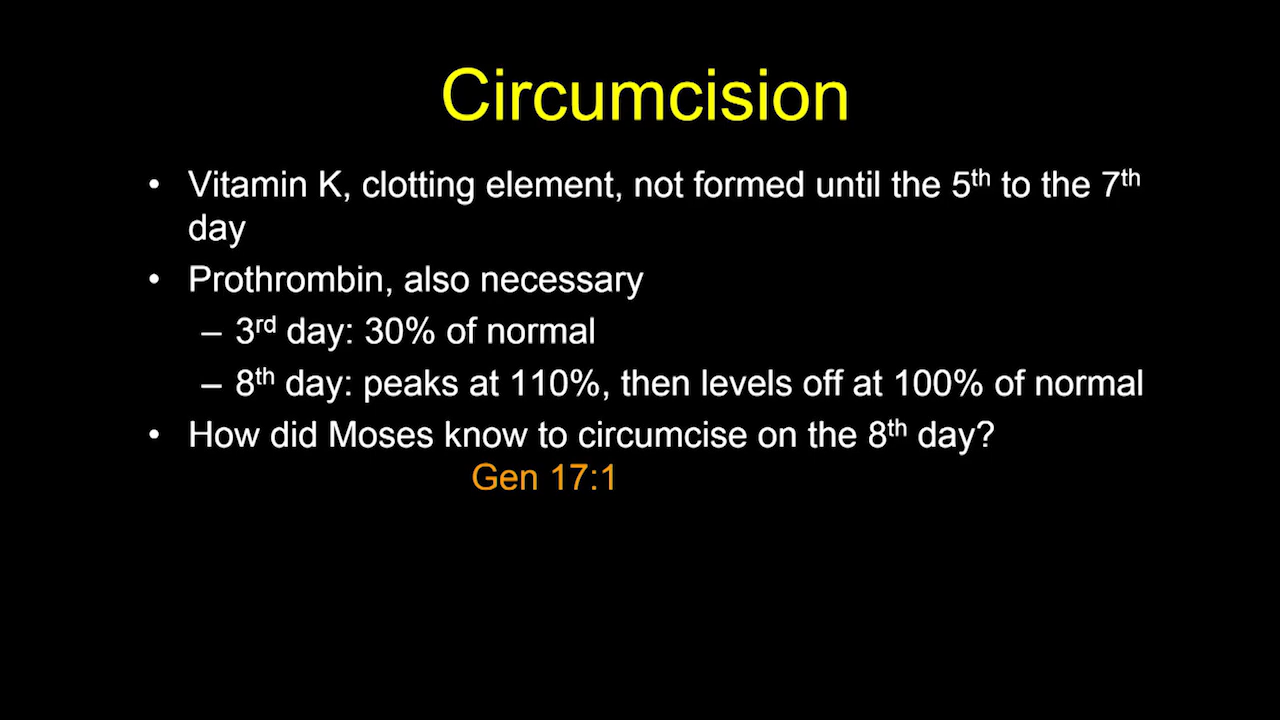 Circumcision
• Vitamin K, clotting element, not formed until the 5th to the 7th
day
• Prothrombin, also necessary
– 3rd day: 30% of normal
– 8th day: peaks at 110%, then levels off at 100% of normal
• How did Moses know to circumcise on the 8th day?
Gen 17:1